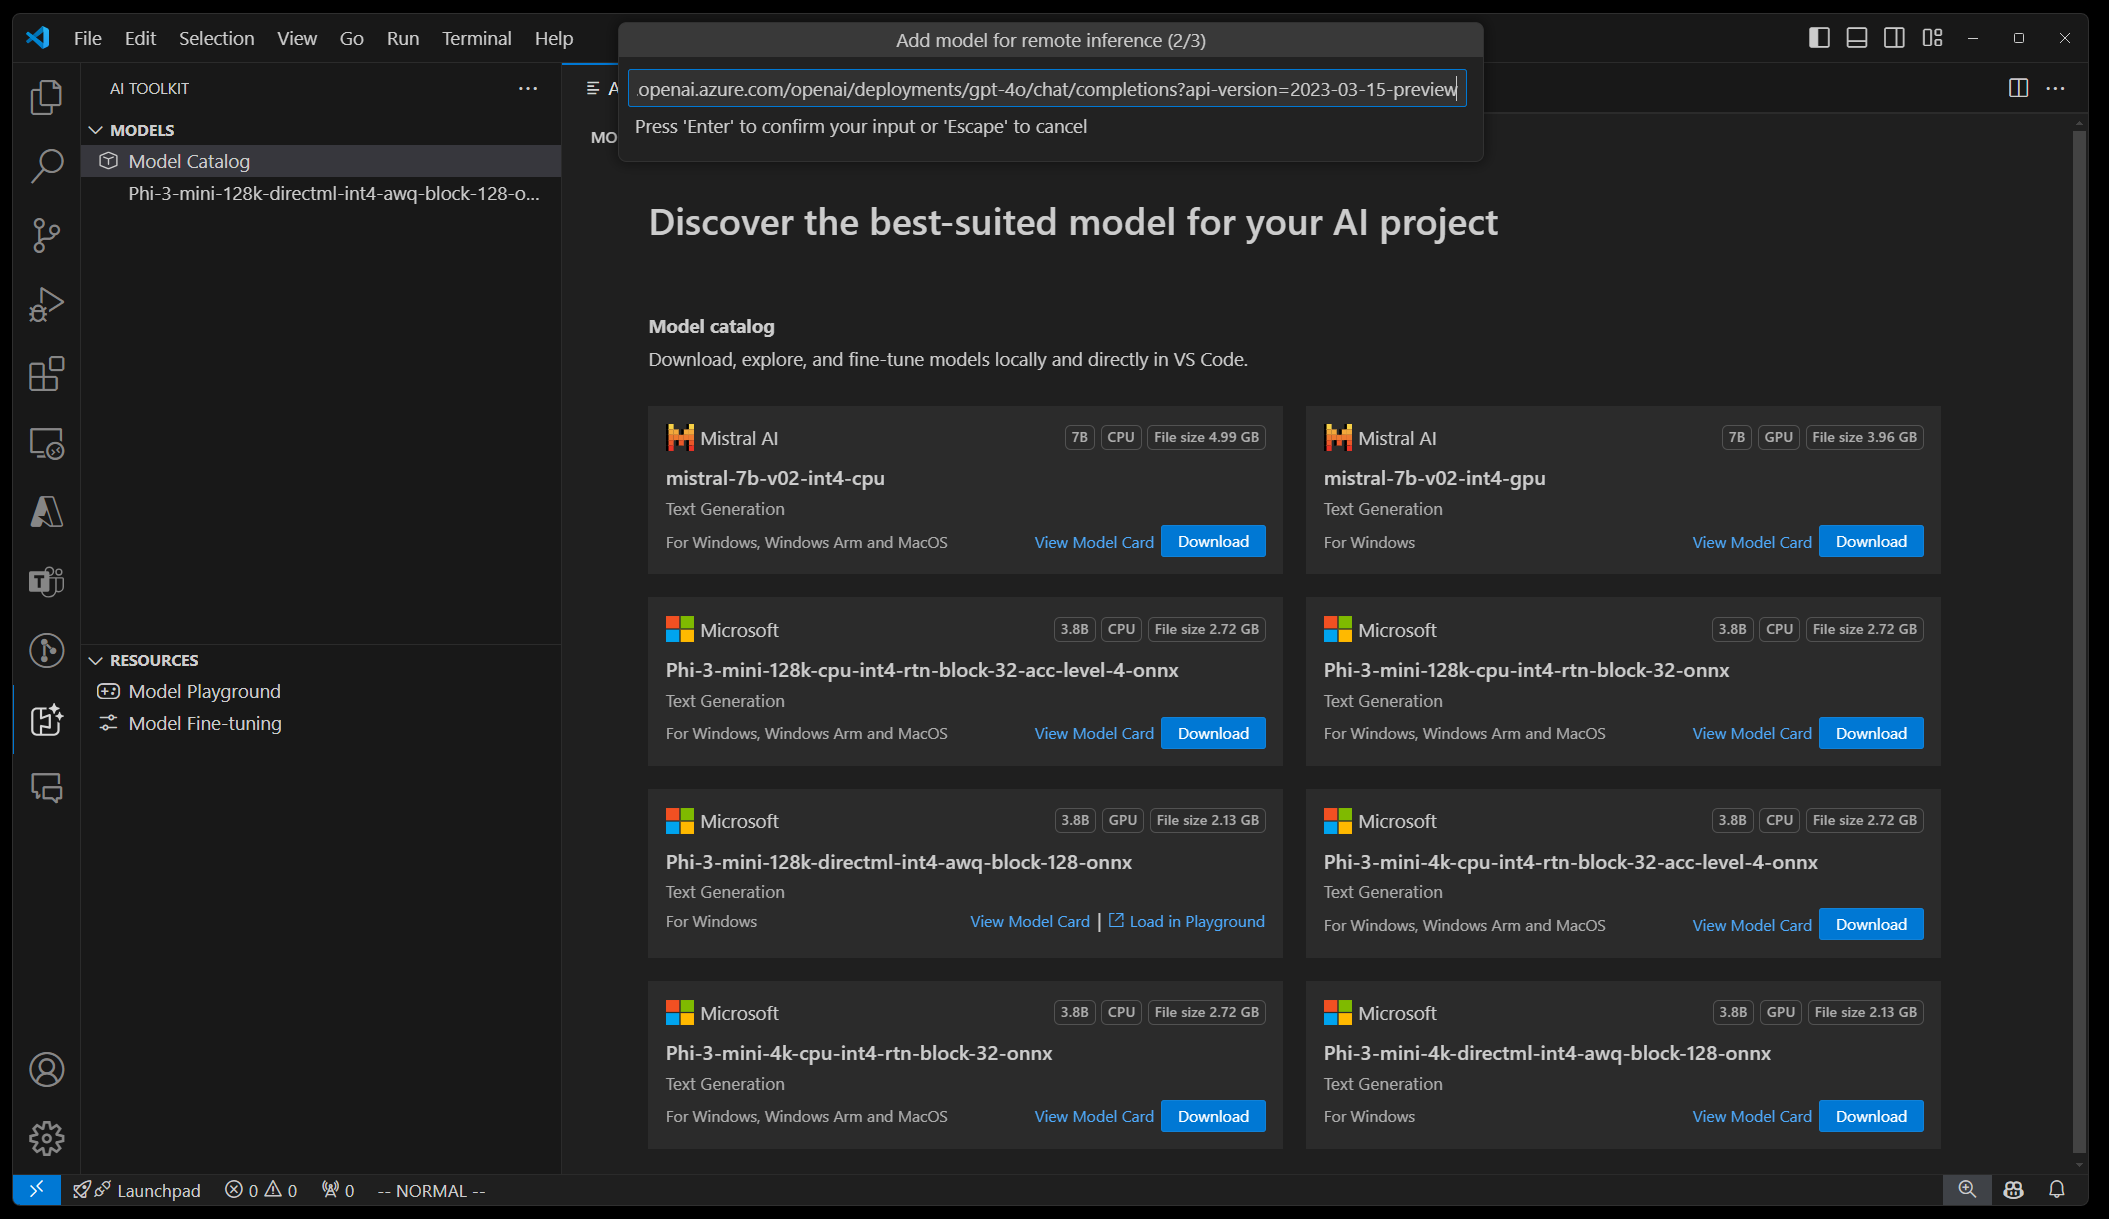 File Edit Selection View Go Run Terminal Help
Add model for remote inference (2/3)
.openai.azure.com/openai/deployments/gpt-4o/chat/completions?api-version=2023-03-15-preview
Press 'Enter' to confirm your input or 'Escape' to cancel
AI TOOLKIT
MODELS
Model Catalog
Phi-3-mini-128k-directml-int4-awq-block-128-o...
RESOURCES
Model Playground
Model Fine-tuning
A
MO
Discover the best-suited model for your AI project
Model catalog
Download, explore, and fine-tune models locally and directly in VS Code.
Mistral AI 7B CPU File size 4.99 GB
mistral-7b-v02-int4-cpu
Text Generation
For Windows, Windows Arm and MacOS View Model Card Download
Mistral AI 7B GPU File size 3.96 GB
mistral-7b-v02-int4-gpu
Text Generation
For Windows View Model Card Download
Microsoft 3.8B CPU File size 2.72 GB
Phi-3-mini-128k-cpu-int4-rtn-block-32-acc-level-4-onnx
Text Generation
For Windows, Windows Arm and MacOS View Model Card Download
Microsoft 3.8B CPU File size 2.72 GB
Phi-3-mini-128k-cpu-int4-rtn-block-32-onnx
Text Generation
For Windows, Windows Arm and MacOS View Model Card Download
Microsoft 3.8B GPU File size 2.13 GB
Phi-3-mini-128k-directml-int4-awq-block-128-onnx
Text Generation
For Windows View Model Card | Load in Playground
Microsoft 3.8B CPU File size 2.72 GB
Phi-3-mini-4k-cpu-int4-rtn-block-32-acc-level-4-onnx
Text Generation
For Windows, Windows Arm and MacOS View Model Card Download
Microsoft 3.8B CPU File size 2.72 GB
Phi-3-mini-4k-cpu-int4-rtn-block-32-onnx
Text Generation
For Windows, Windows Arm and MacOS View Model Card Download
Microsoft 3.8B GPU File size 2.13 GB
Phi-3-mini-4k-directml-int4-awq-block-128-onnx
Text Generation
For Windows View Model Card Download
Launchpad 0 0 0 -- NORMAL --